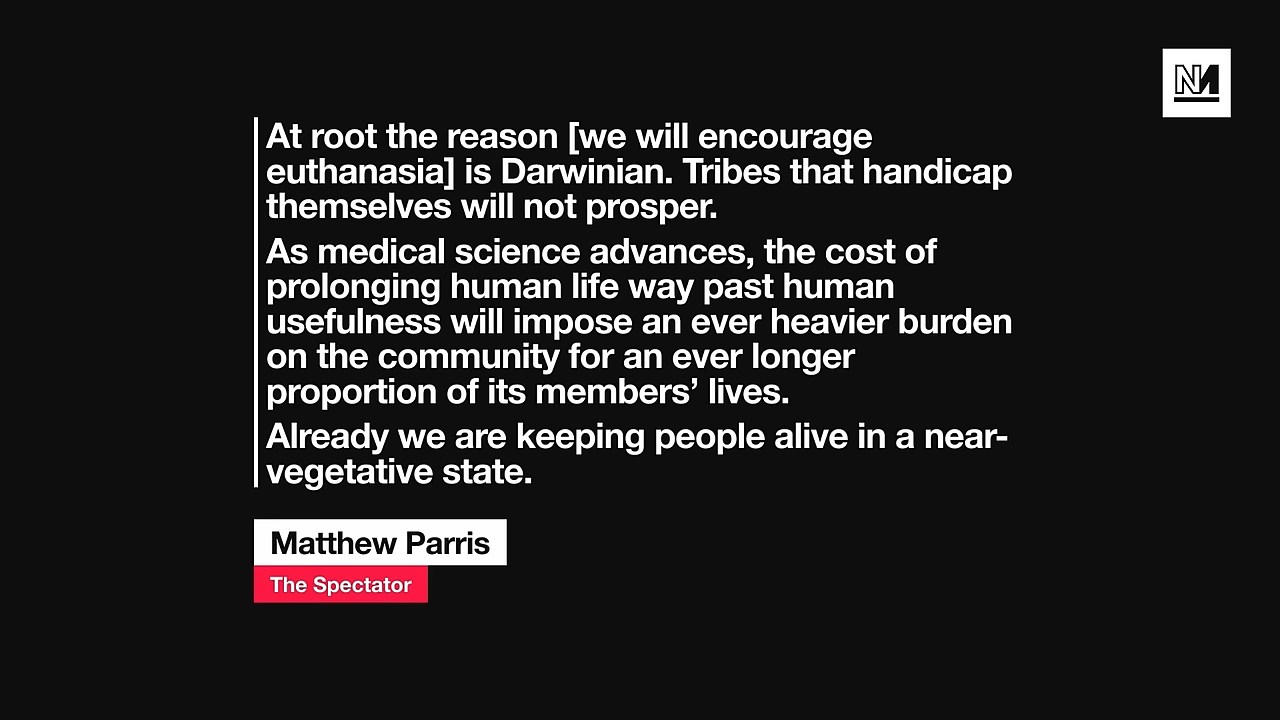 NM
At root the reason [we will encourage
euthanasia] is Darwinian. Tribes that handicap
themselves will not prosper.
As medical science advances, the cost of
prolonging human life way past human
usefulness will impose an ever heavier burden
on the community for an ever longer
proportion of its members’ lives.
Already we are keeping people alive in a near-
vegetative state.
Matthew Parris
The Spectator